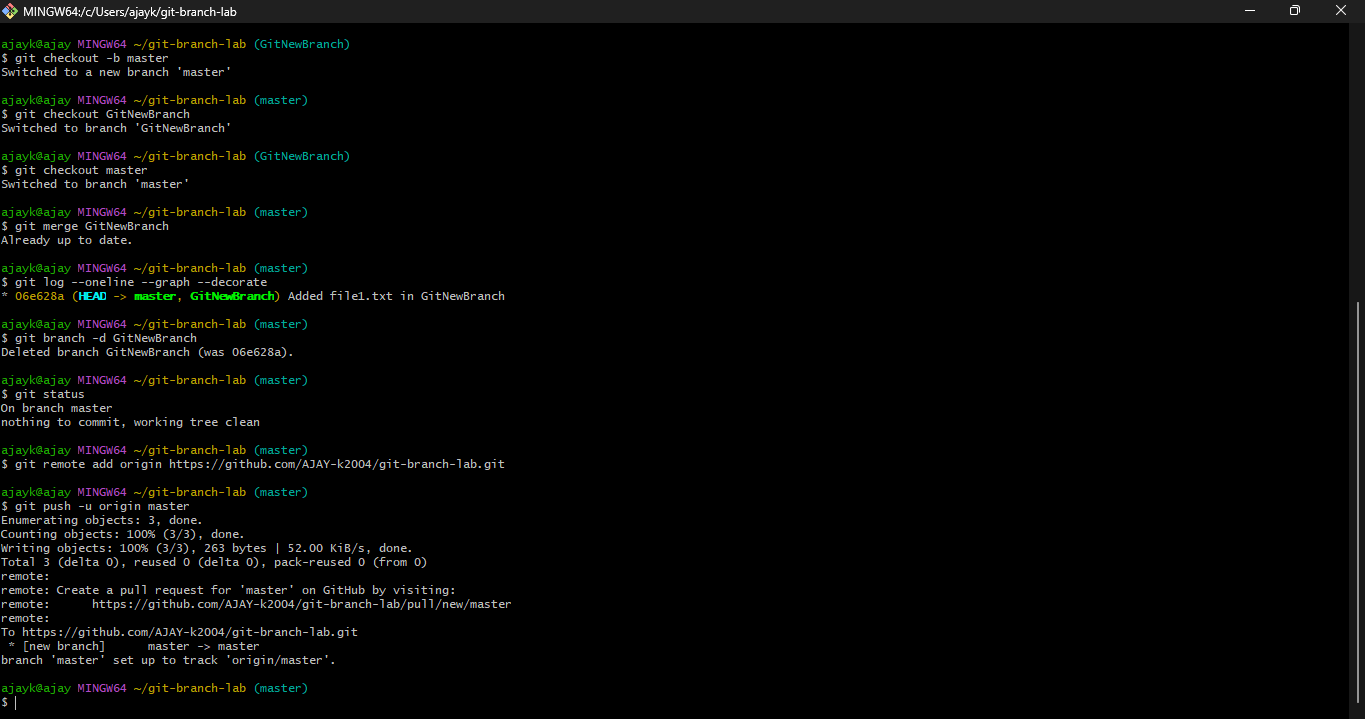 MINGW64:/c/Users/ajayk/git-branch-lab
ajayk@ajay MINGW64 ~/git-branch-lab (GitNewBranch)
$ git checkout -b master
Switched to a new branch 'master'
ajayk@ajay MINGW64 ~/git-branch-lab (master)
$ git checkout GitNewBranch
Switched to branch 'GitNewBranch'
ajayk@ajay MINGW64 ~/git-branch-lab (GitNewBranch)
$ git checkout master
Switched to branch 'master'
ajayk@ajay MINGW64 ~/git-branch-lab (master)
$ git merge GitNewBranch
Already up to date.
ajayk@ajay MINGW64 ~/git-branch-lab (master)
$ git log --oneline --graph --decorate
* 06e628a (HEAD -> master, GitNewBranch) Added file1.txt in GitNewBranch
ajayk@ajay MINGW64 ~/git-branch-lab (master)
$ git branch -d GitNewBranch
Deleted branch GitNewBranch (was 06e628a).
ajayk@ajay MINGW64 ~/git-branch-lab (master)
$ git status
On branch master
nothing to commit, working tree clean
ajayk@ajay MINGW64 ~/git-branch-lab (master)
$ git remote add origin https://github.com/AJAY-k2004/git-branch-lab.git
ajayk@ajay MINGW64 ~/git-branch-lab (master)
$ git push -u origin master
Enumerating objects: 3, done.
Counting objects: 100% (3/3), done.
Writing objects: 100% (3/3), 263 bytes | 52.00 KiB/s, done.
Total 3 (delta 0), reused 0 (delta 0), pack-reused 0 (from 0)
remote:
remote: Create a pull request for 'master' on GitHub by visiting:
remote:      https://github.com/AJAY-k2004/git-branch-lab/pull/new/master
remote:
To https://github.com/AJAY-k2004/git-branch-lab.git
 * [new branch]      master -> master
branch 'master' set up to track 'origin/master'.
ajayk@ajay MINGW64 ~/git-branch-lab (master)
$